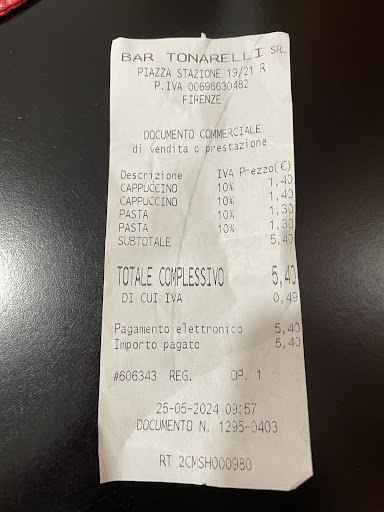 BAR TONARELLI SRL
PIAZZA STAZIONE 19/21 R
P.IVA 00696630482
FIRENZE
DOCUMENTO COMMERCIALE
di vendita o prestazione
Descrizione IVA Prezzo(€)
CAPPUCCINO 10% 1,40
CAPPUCCINO 10% 1,40
PASTA 10% 1,30
PASTA 10% 1,30
SUBTOTALE 5,40
TOTALE COMPLESSIVO 5,40
DI CUI IVA 0,49
Pagamento elettronico 5,40
Importo pagato 5,40
#606343 REG. OP. 1
25-05-2024 09:57
DOCUMENTO N. 1295-0403
RT 2CMSH000980